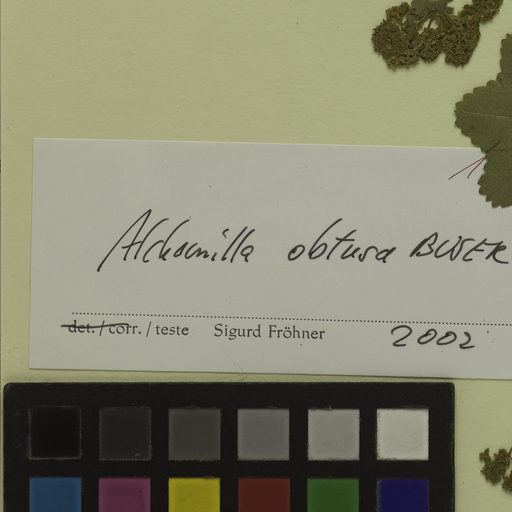 Alchemilla obtusa BUSER
det./corr./teste Sigurd Fröhner 2002